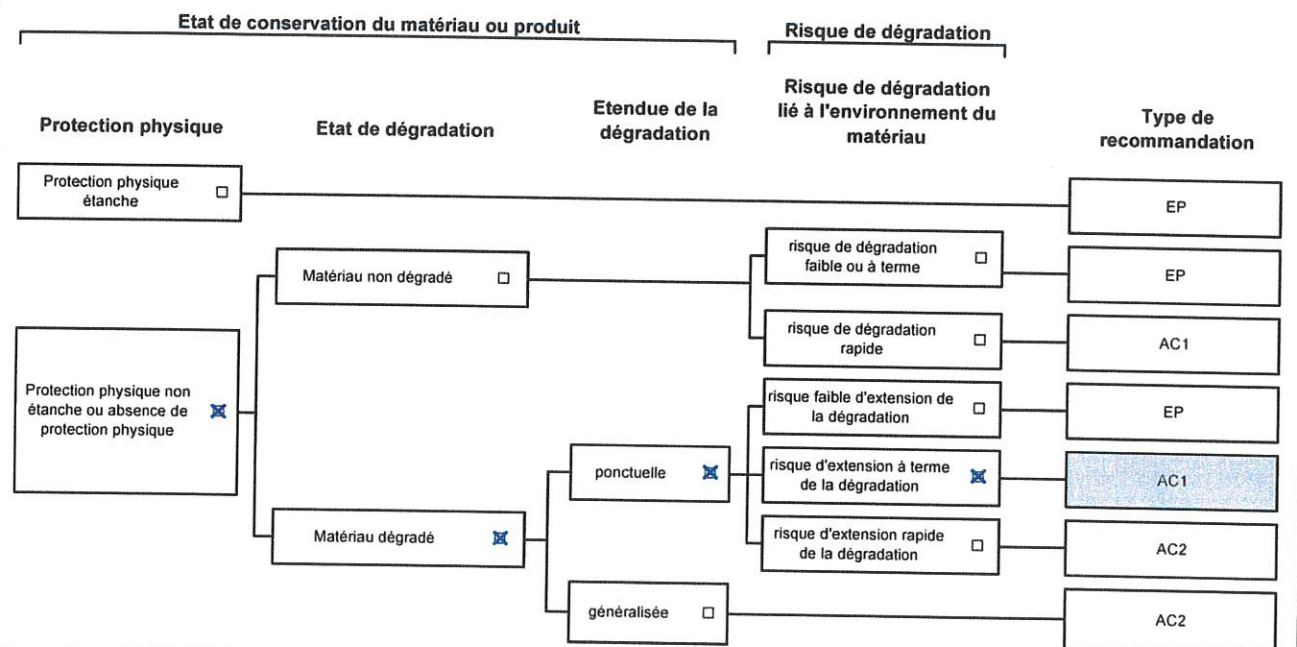 Etat de conservation du matériau ou produit
Risque de dégradation
Protection physique
Etat de dégradation
Etendue de la
dégradation
Risque de dégradation
lié à l'environnement du
matériau
Type de
recommandation
Protection physique
étanche
EP
Matériau non dégradé
risque de dégradation
faible ou à terme
EP
risque de dégradation
rapide
AC1
Protection physique non
étanche ou absence de
protection physique
risque faible d'extension de
la dégradation
EP
ponctuelle
risque d'extension à terme
de la dégradation
AC1
Matériau dégradé
risque d'extension rapide
de la dégradation
AC2
généralisée
AC2